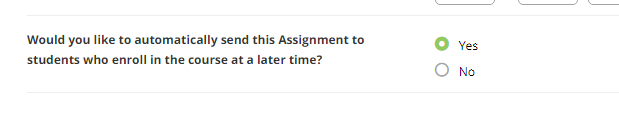 Would you like to automatically send this Assignment to
students who enroll in the course at a later time?
Yes
No